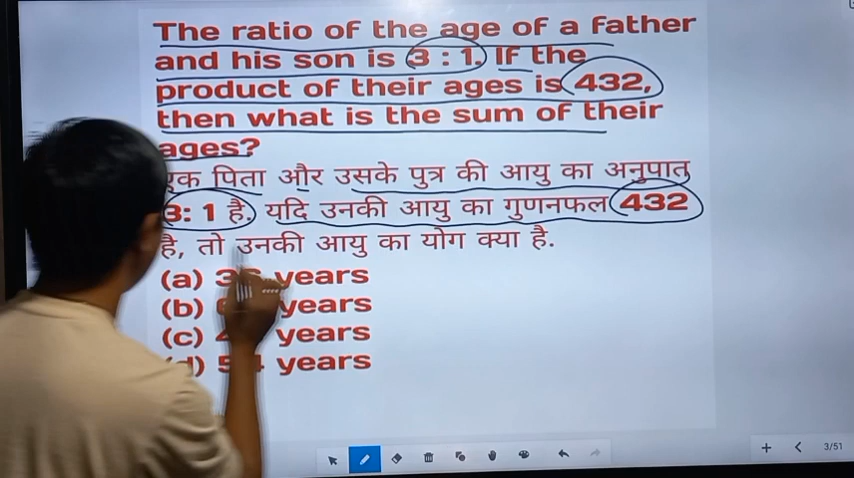 The ratio of the age of a father
and his son is 3 : 1. IF the
product of their ages is 432,
then what is the sum of their
ages?
एक पिता और उसके पुत्र की आयु का अनुपात
3: 1 है. यदि उनकी आयु का गुणनफल 432
है, तो उनकी आयु का योग क्या है.
(a) years
(b) years
(c) years
years
3/51